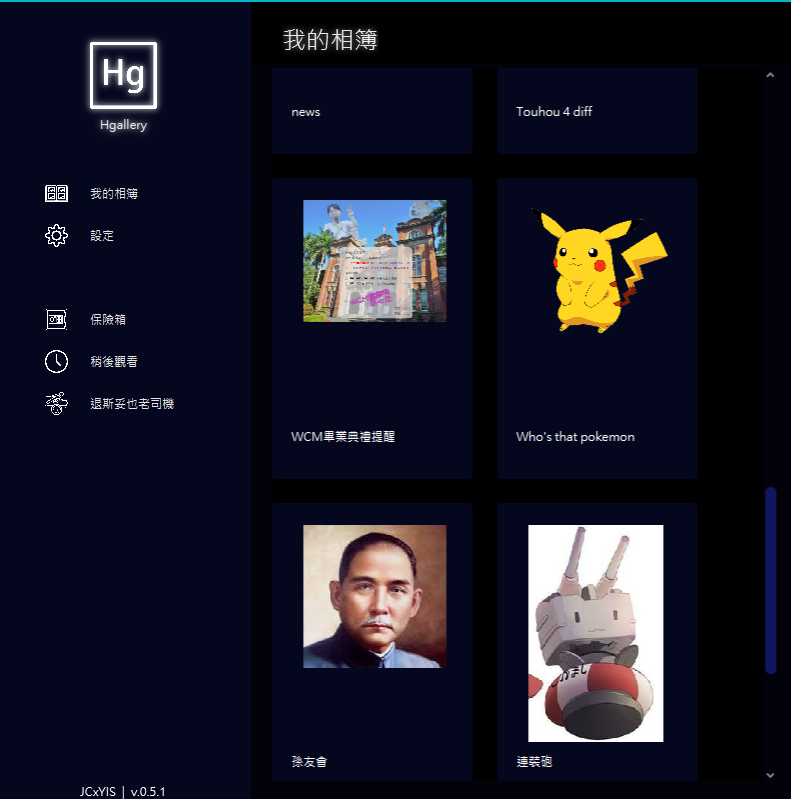 我的相簿
Hg
Hgallery
我的相簿
設定
保險箱
稍後觀看
退斯妥也老司機
news
Touhou 4 diff
WCM畢業典禮提醒
Who's that pokemon
孫友會
連裝砲
JCxYIS | v.0.5.1